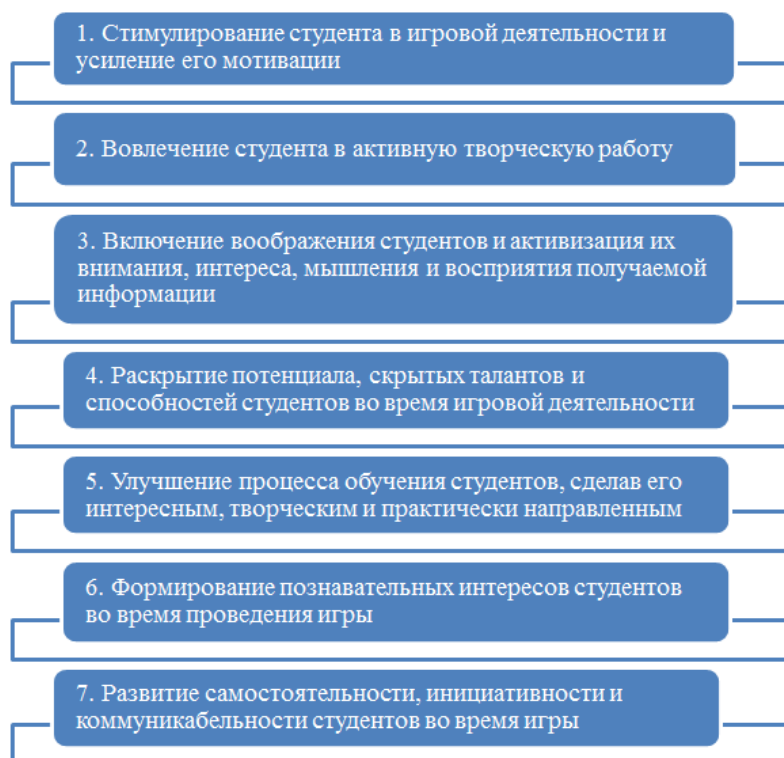 1. Стимулирование студента в игровой деятельности и
усиление его мотивации
2. Вовлечение студента в активную творческую работу
3. Включение воображения студентов и активизация их
внимания, интереса, мышления и восприятия получаемой
информации
4. Раскрытие потенциала, скрытых талантов и
способностей студентов во время игровой деятельности
5. Улучшение процесса обучения студентов, сделав его
интересным, творческим и практически направленным
6. Формирование познавательных интересов студентов
во время проведения игры
7. Развитие самостоятельности, инициативности и
коммуникабельности студентов во время игры